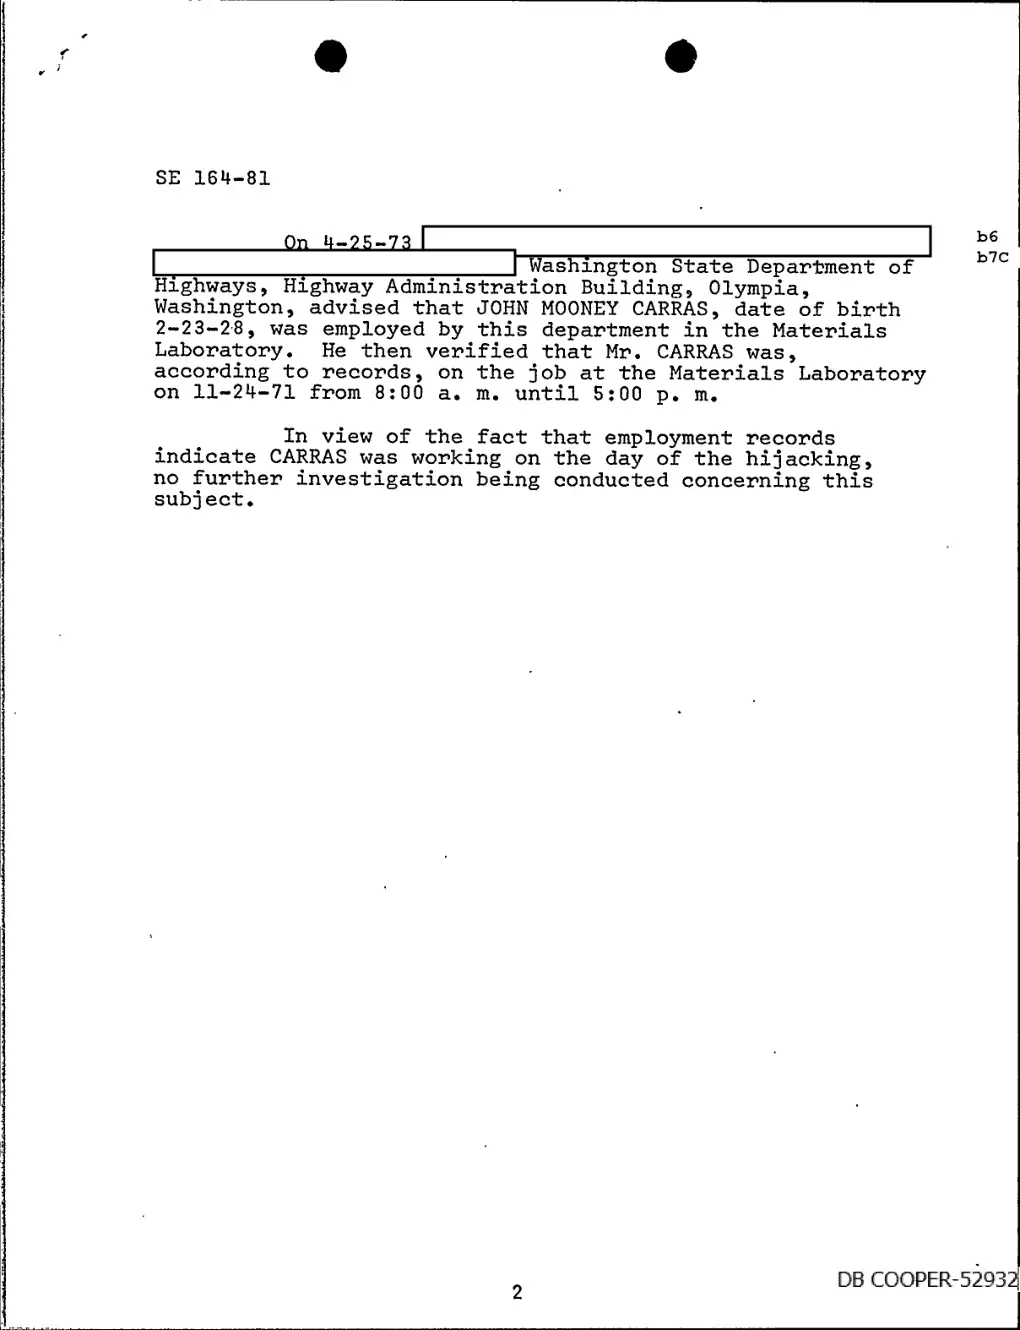 SE 164-81
On 4-25-73
b6
b7C
Washington State Department of
Highways, Highway Administration Building, Olympia,
Washington, advised that JOHN MOONEY CARRAS, date of birth
2-23-28, was employed by this department in the Materials
Laboratory. He then verified that Mr. CARRAS was,
according to records, on the job at the Materials Laboratory
on 11-24-71 from 8:00 a. m. until 5:00 p. m.
In view of the fact that employment records
indicate CARRAS was working on the day of the hijacking,
no further investigation being conducted concerning this
subject.
2
DB COOPER-52932